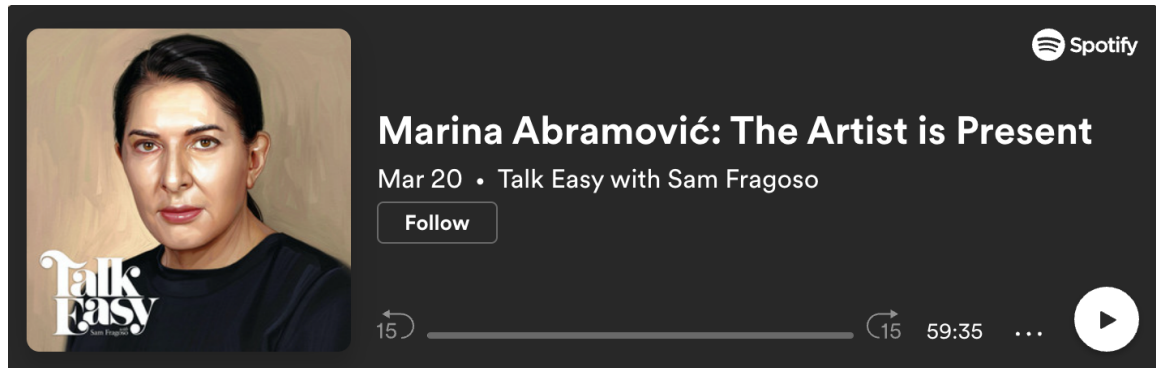 Spotify
Marina Abramović: The Artist is Present
Mar 20 • Talk Easy with Sam Fragoso
Follow
Talk
Easy
with
Sam Fragoso
15
15
59:35